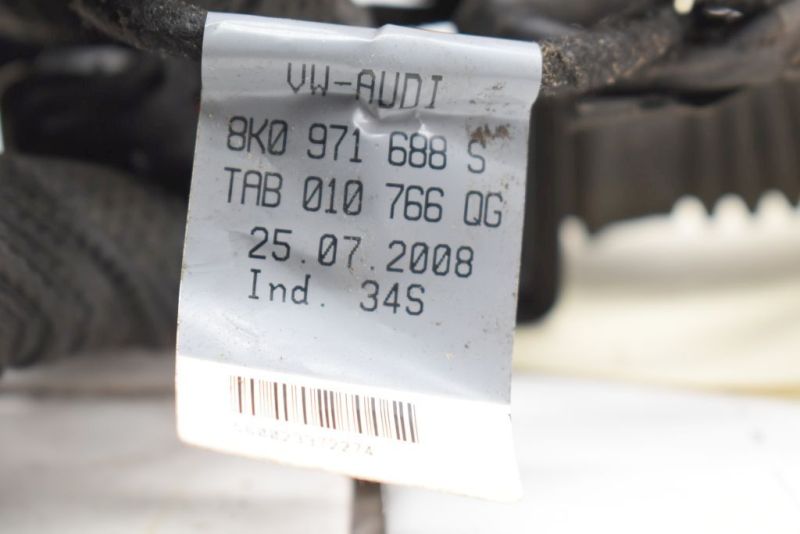 VW-AUDI
8K0 971 688 S
TAB 010 766 QG
25.07.2008
Ind. 34S